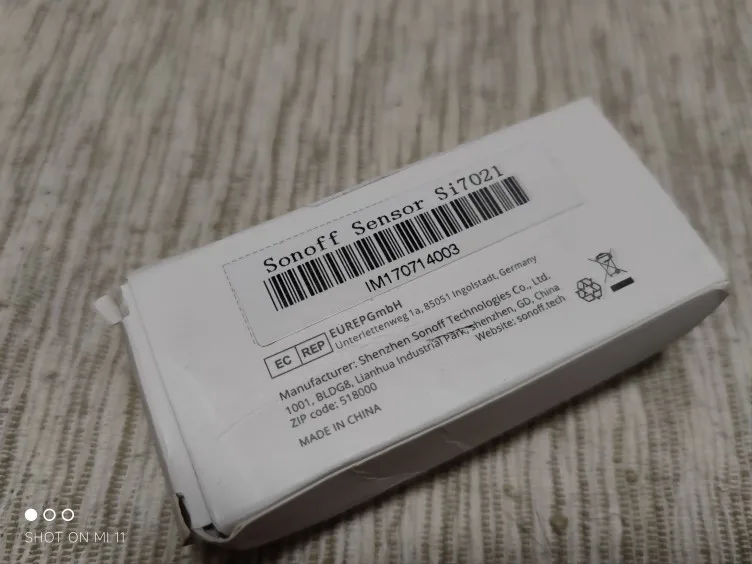 Sonoff Sensor Si7021
IM170714003
EC REP
EUREPGmbH
Unterlettenweg 1a, 85051 Ingolstadt, Germany
Manufacturer: Shenzhen Sonoff Technologies Co., Ltd.
1001, BLDG8, Lianhua Industrial Park, shenzhen, GD, China
ZIP code: 518000
Website: sonoff.tech
MADE IN CHINA
SHOT ON MI 11